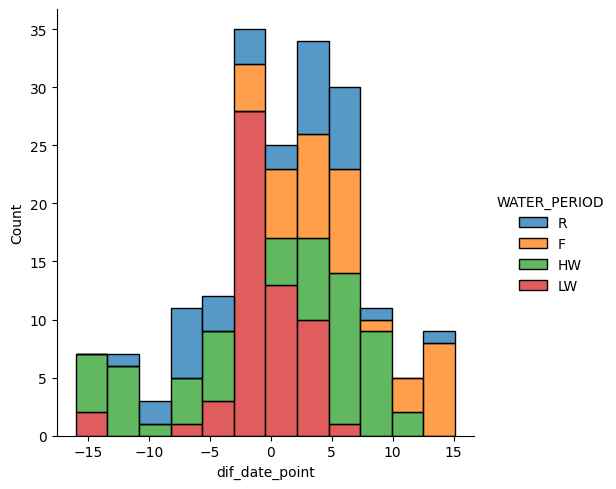 35
30
25
20
15
10
5
0
Count
−15
−10
−5
0
5
10
15
dif_date_point
WATER_PERIOD
R
F
HW
LW